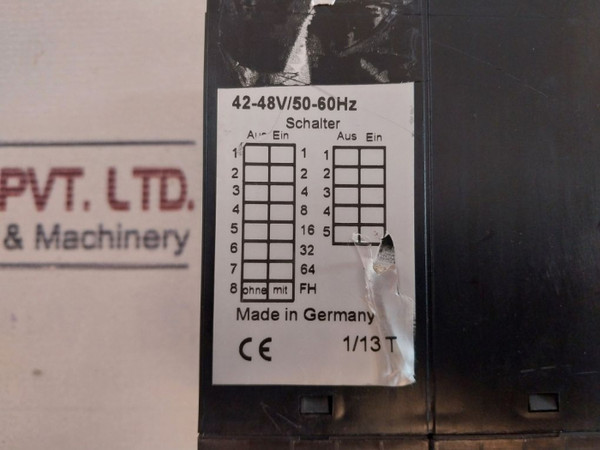 42-48V/50-60Hz
Schalter
Aus Ein
Aus Ein
1 1
2 2
3 4
4 8
5 16
6 32
7 64
8 ohne mit FH
1
2
3
4
5
Made in Germany
CE 1/13 T
PVT. LTD.
& Machinery